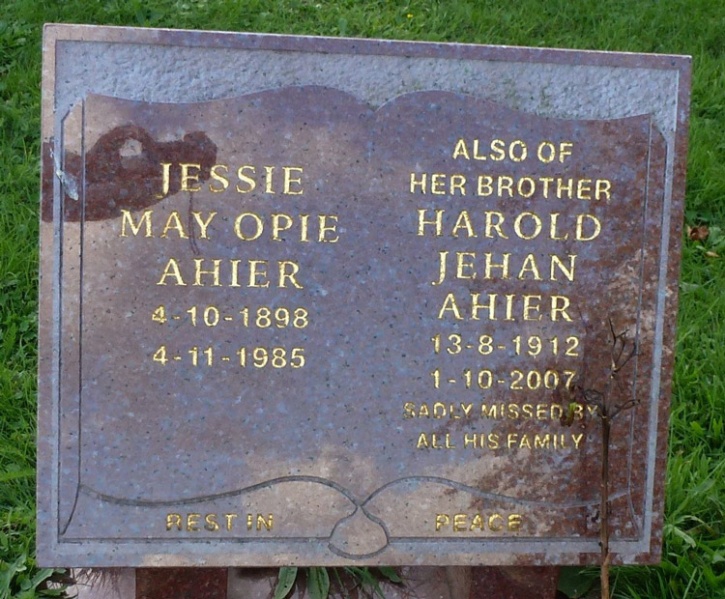 JESSIE
MAY OPIE
AHIER
4-10-1898
4-11-1985
ALSO OF
HER BROTHER
HAROLD
JEHAN
AHIER
13-8-1912
1-10-2007
SADLY MISSED BY
ALL HIS FAMILY
REST IN PEACE